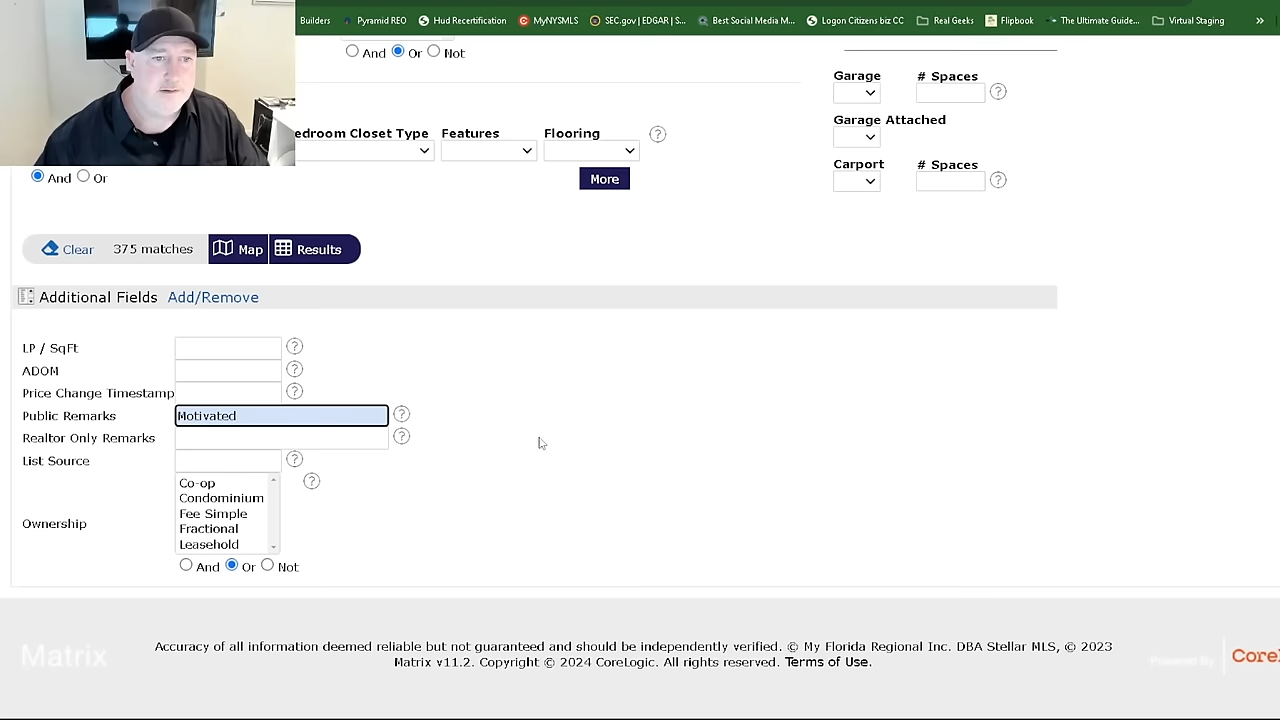 Builders Pyramid REO Hud Recertification MyNYSMLS SEC.gov | EDGAR | S... Best Social Media M... Logon Citizens biz CC Real Geeks Flipbook The Ultimate Guide... Virtual Staging »
And Or Not
Garage # Spaces
Garage Attached
Carport # Spaces
edroom Closet Type Features Flooring
And Or
More
Clear 375 matches Map Results
Additional Fields Add/Remove
LP / SqFt
ADOM
Price Change Timestamp
Public Remarks Motivated
Realtor Only Remarks
List Source
Ownership
Co-op
Condominium
Fee Simple
Fractional
Leasehold
And Or Not
Matrix
Accuracy of all information deemed reliable but not guaranteed and should be independently verified. © My Florida Regional Inc. DBA Stellar MLS, © 2023
Matrix v11.2. Copyright © 2024 CoreLogic. All rights reserved. Terms of Use.
Powered By
Corel